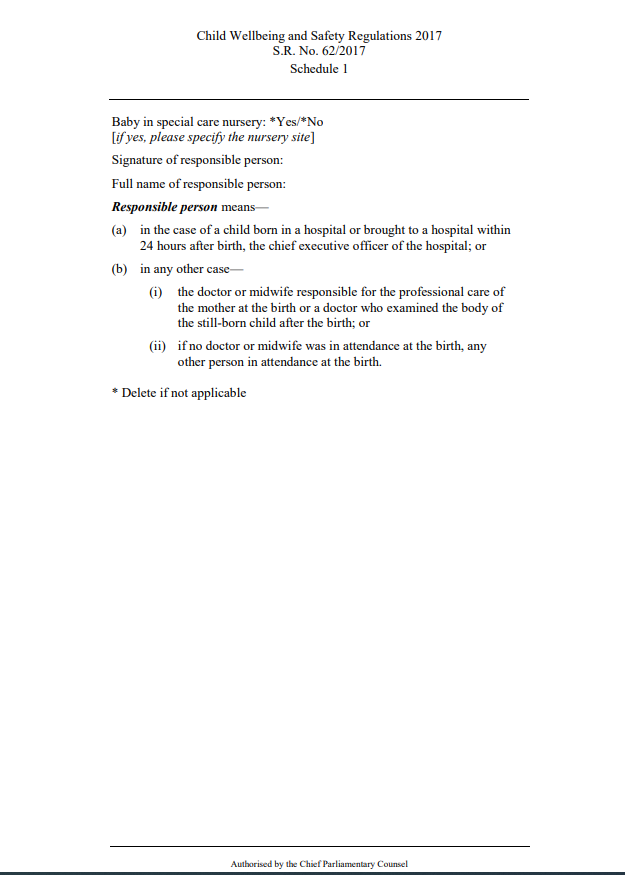 Child Wellbeing and Safety Regulations 2017
S.R. No. 62/2017
Schedule 1
Baby in special care nursery: *Yes/*No
[if yes, please specify the nursery site]
Signature of responsible person:
Full name of responsible person:
Responsible person means—
(a) in the case of a child born in a hospital or brought to a hospital within
24 hours after birth, the chief executive officer of the hospital; or
(b) in any other case—
(i) the doctor or midwife responsible for the professional care of
the mother at the birth or a doctor who examined the body of
the still-born child after the birth; or
(ii) if no doctor or midwife was in attendance at the birth, any
other person in attendance at the birth.
* Delete if not applicable
Authorised by the Chief Parliamentary Counsel